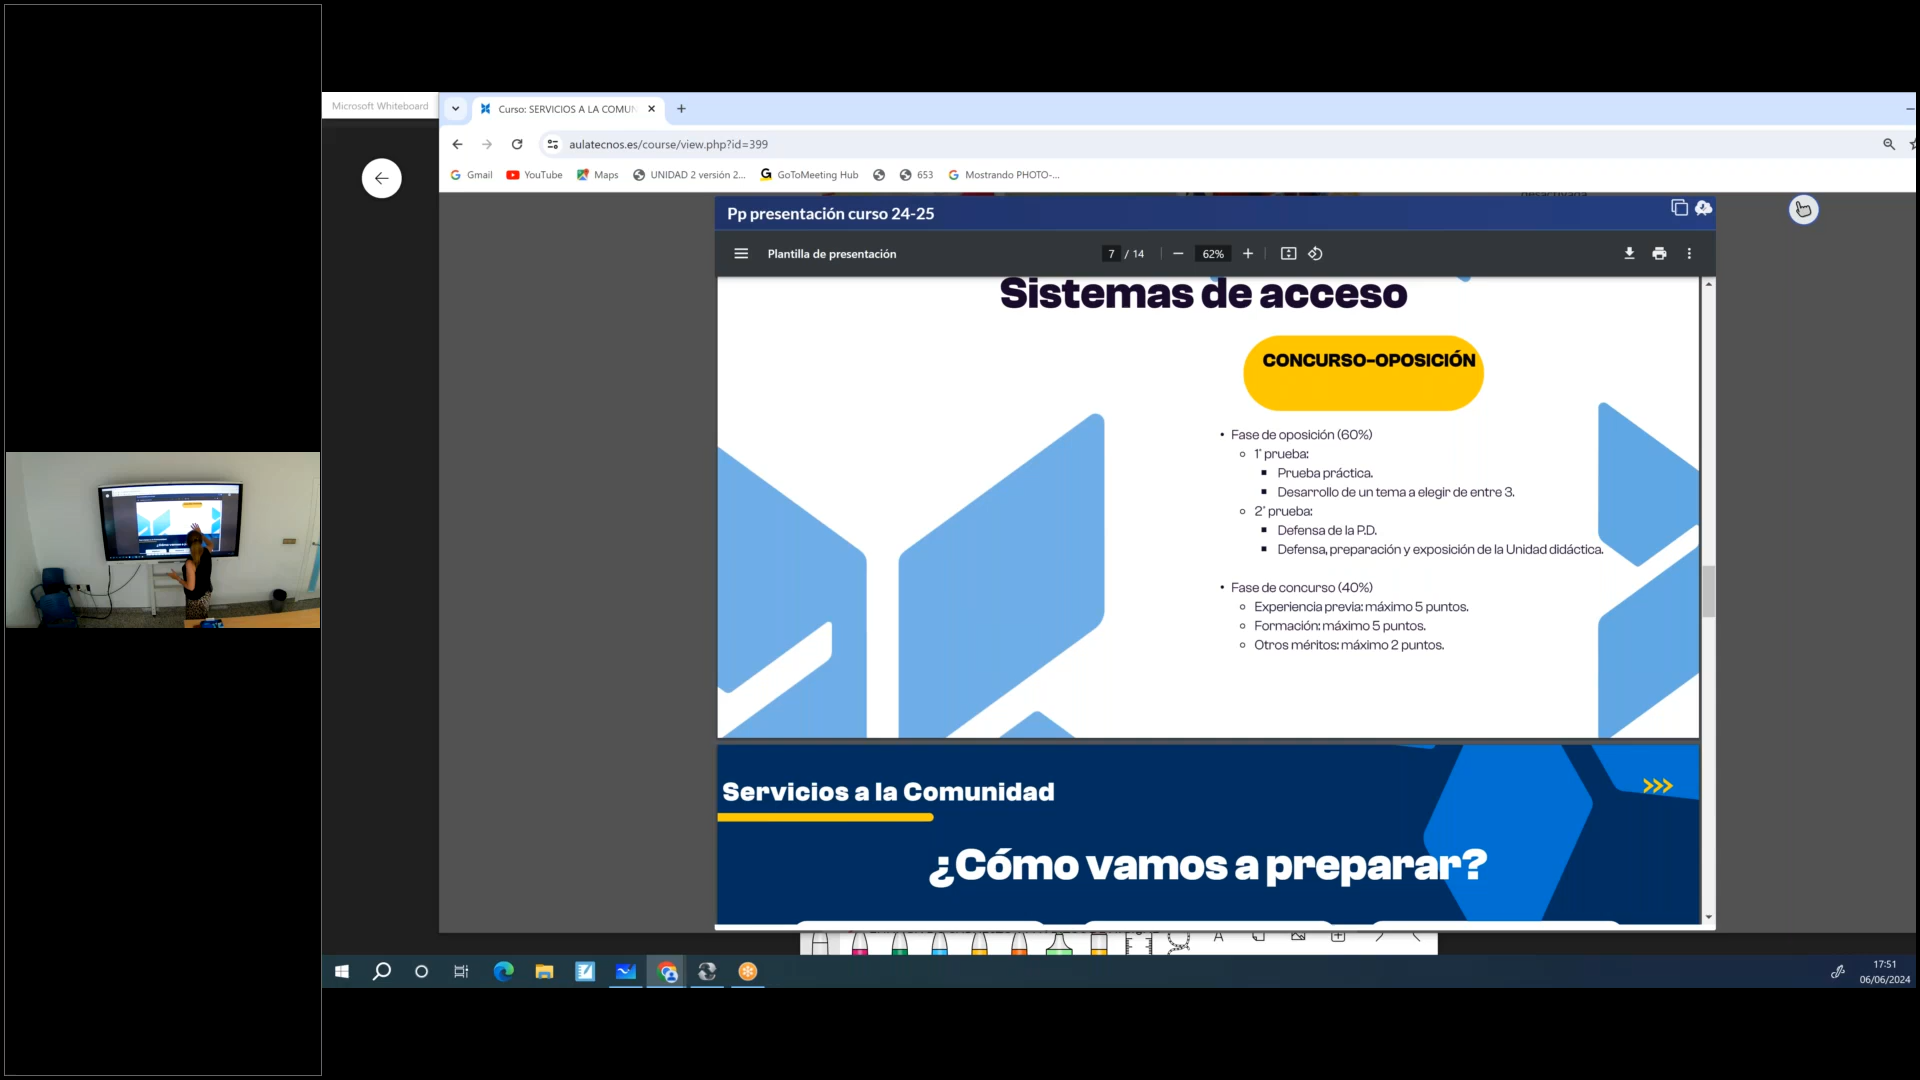 Microsoft Whiteboard
Curso: SERVICIOS A LA COMUN
aulatecnos.es/course/view.php?id=399
Gmail
YouTube
Maps
UNIDAD 2 versión 2...
GoToMeeting Hub
653
Mostrando PHOTO-...
Pp presentación curso 24-25
Plantilla de presentación
7 / 14
62%
Sistemas de acceso
CONCURSO-OPOSICIÓN
• Fase de oposición (60%)
1ª prueba:
Prueba práctica.
Desarrollo de un tema a elegir de entre 3.
2ª prueba:
Defensa de la P.D.
Defensa, preparación y exposición de la Unidad didáctica.
• Fase de concurso (40%)
Experiencia previa: máximo 5 puntos.
Formación: máximo 5 puntos.
Otros méritos: máximo 2 puntos.
Servicios a la Comunidad
¿Cómo vamos a preparar?
17:51
06/06/2024